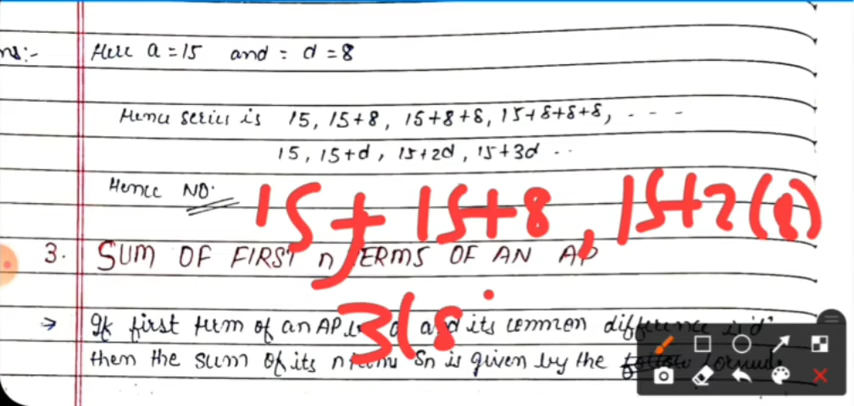 ns:- Here a = 15 and = d = 8
Hence series is 15, 15+8, 15+8+8, 15+8+8+8, - - - -
15, 15+d, 15+2d, 15+3d ..
Hence NO.
15, 15+8, 15+2(8)
3. SUM OF FIRST n TERMS OF AN AP
3(8
→ If first term of an AP is a and its common difference is 'd'
then the sum of its n terms Sn is given by the formula